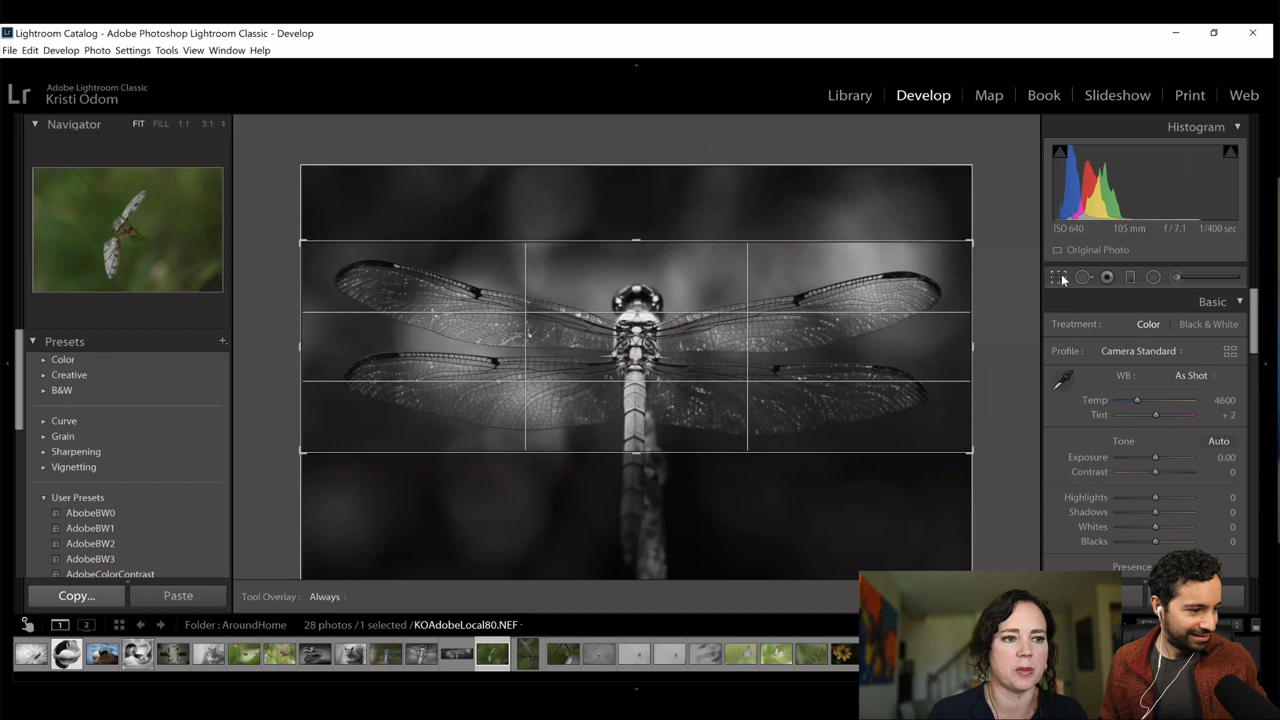 Lr Lightroom Catalog - Adobe Photoshop Lightroom Classic - Develop
File Edit Develop Photo Settings Tools View Window Help
Lr Adobe Lightroom Classic
Kristi Odom
Library Develop Map Book Slideshow Print Web
Navigator FIT FILL 1:1 3:1
Histogram
ISO 640 105 mm f / 7.1 1/400 sec
Original Photo
Basic
Treatment : Color Black & White
Profile : Camera Standard
WB : As Shot
Temp 4600
Tint + 2
Tone Auto
Exposure 0.00
Contrast 0
Highlights 0
Shadows 0
Whites 0
Blacks 0
Presence
Presets
Color
Creative
B&W
Curve
Grain
Sharpening
Vignetting
User Presets
AbobeBW0
AdobeBW1
AdobeBW2
AdobeBW3
AdobeColorContrast
Copy... Paste
Tool Overlay : Always
1 2 Folder : AroundHome 28 photos /1 selected /KOAdobeLocal80.NEF